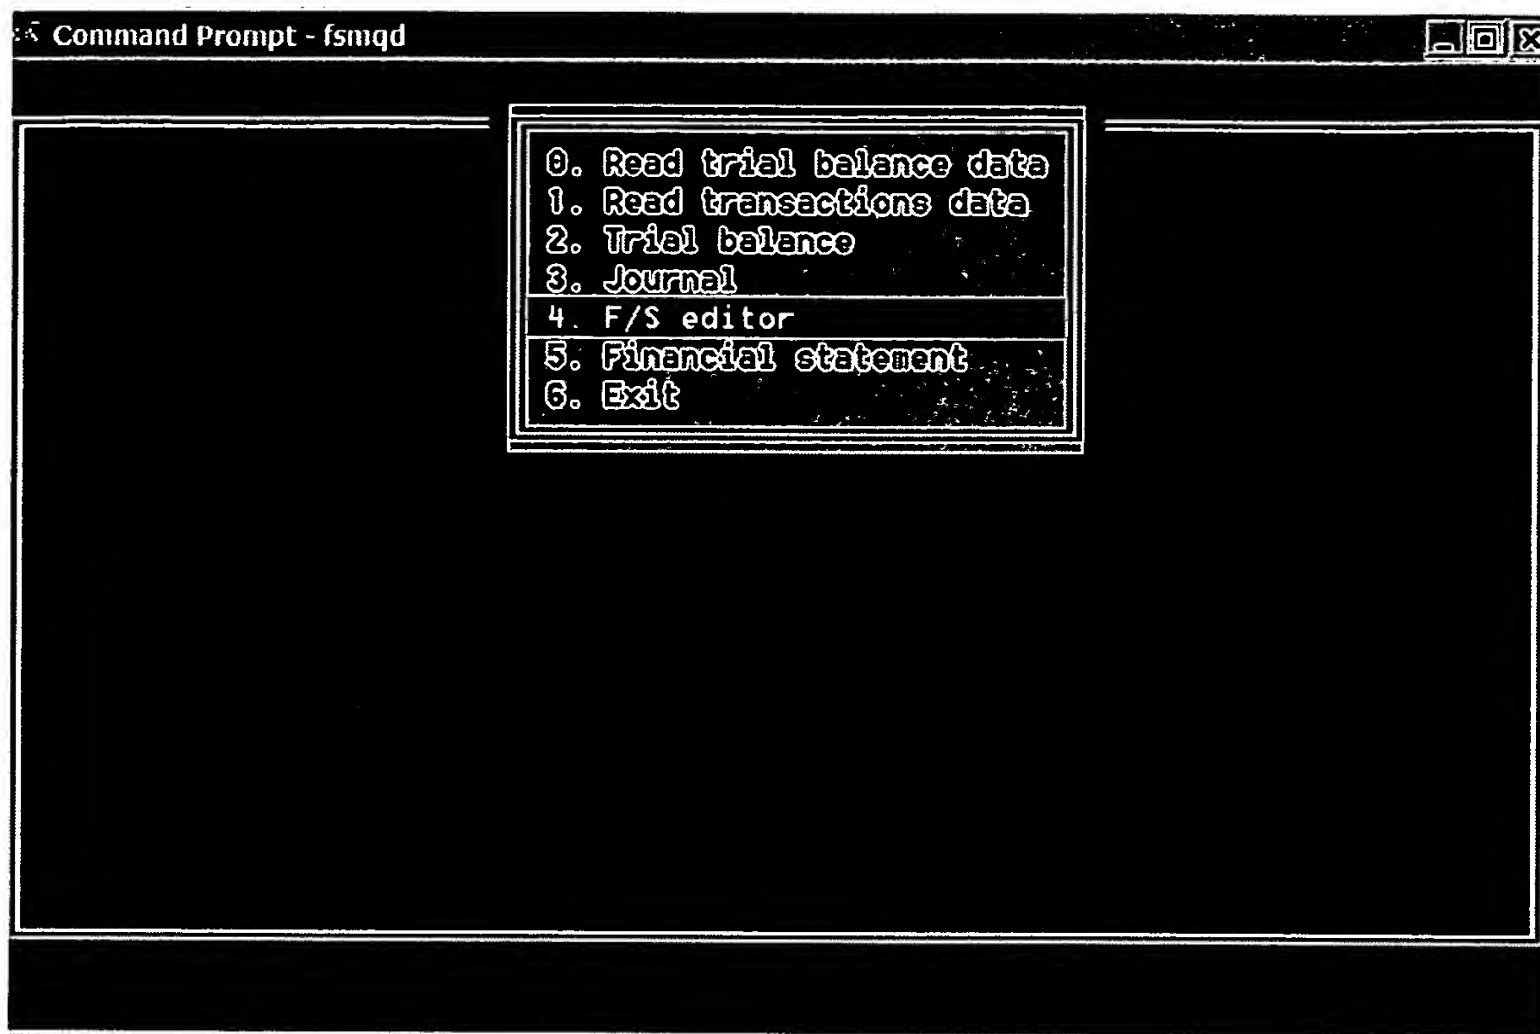 Command Prompt - fsmqd
0. Read trial balance data
1. Read transactions data
2. Trial balance
3. Journal
4. F/S editor
5. Financial statement
6. Exit